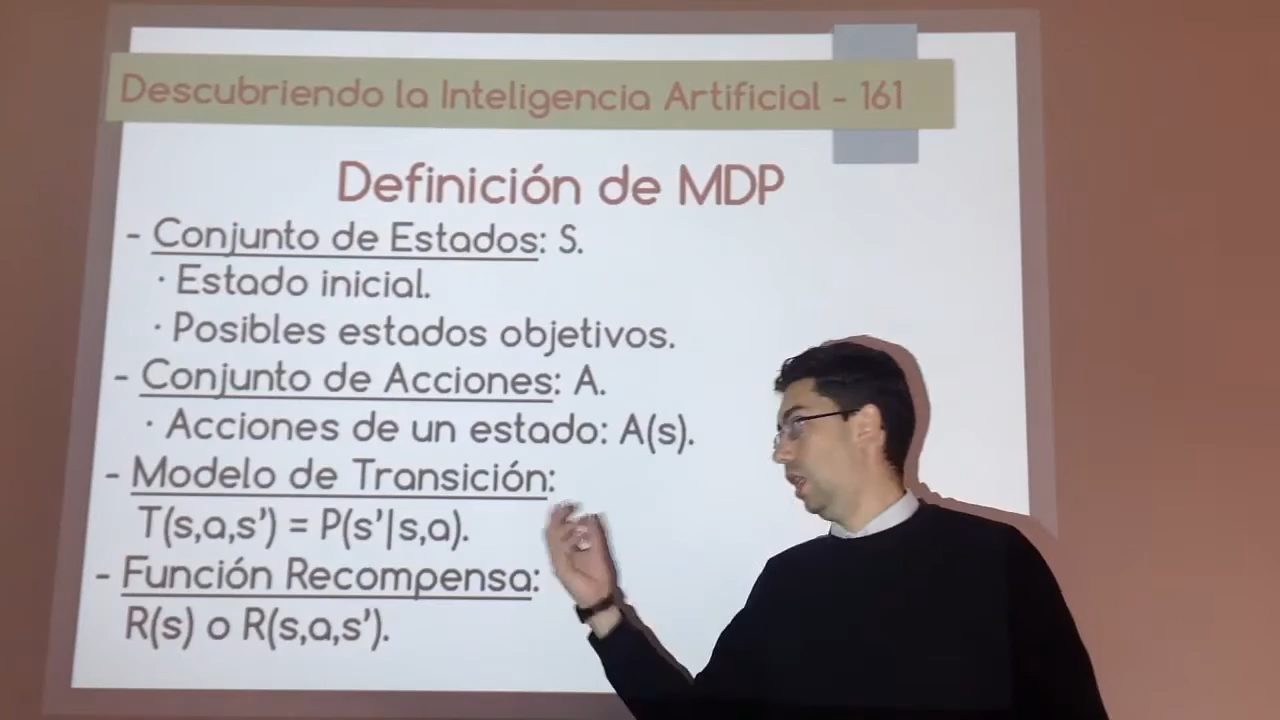 Descubriendo la Inteligencia Artificial - 161
Definición de MDP
- Conjunto de Estados: S.
· Estado inicial.
· Posibles estados objetivos.
- Conjunto de Acciones: A.
· Acciones de un estado: A(s).
- Modelo de Transición:
T(s,a,s') = P(s'|s,a).
- Función Recompensa:
R(s) o R(s,a,s').